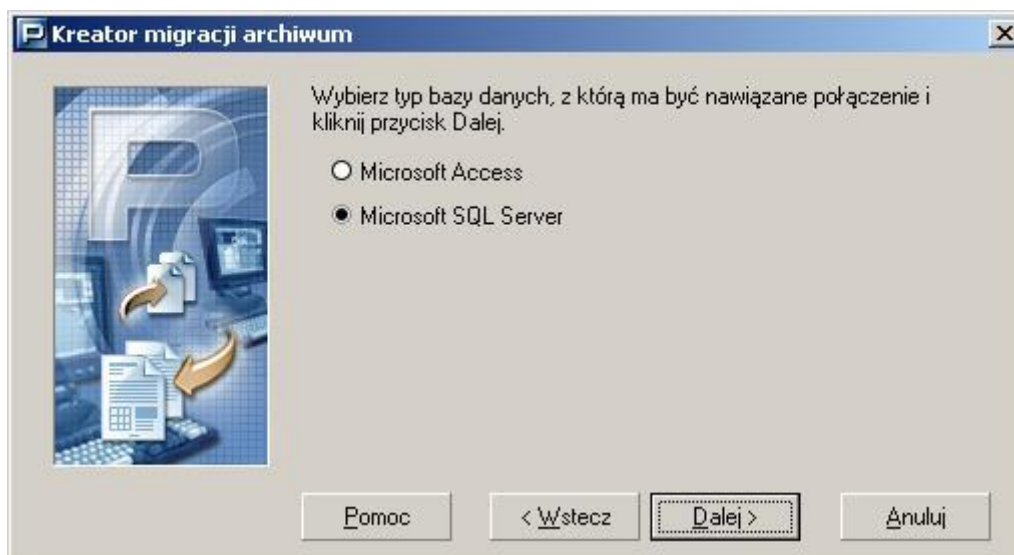 Kreator migracji archiwum
Wybierz typ bazy danych, z którą ma być nawiązane połączenie i
kliknij przycisk Dalej.
Microsoft Access
Microsoft SQL Server
Pomoc
< Wstecz
Dalej >
Anuluj